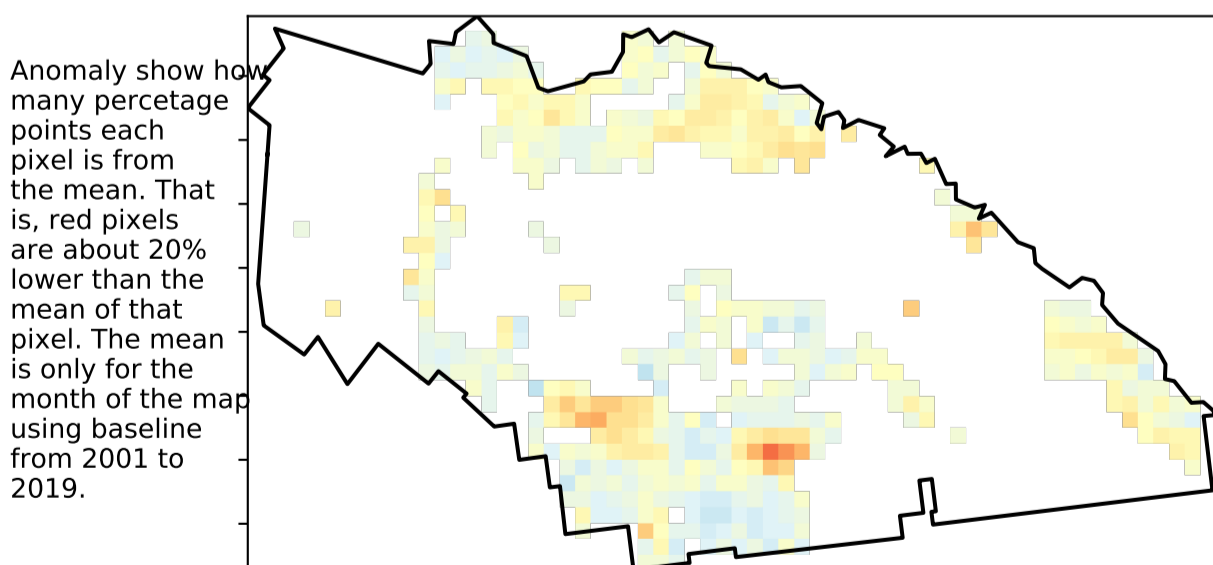 Anomaly show how
many percetage
points each
pixel is from
the mean. That
is, red pixels
are about 20%
lower than the
mean of that
pixel. The mean
is only for the
month of the map
using baseline
from 2001 to
2019.